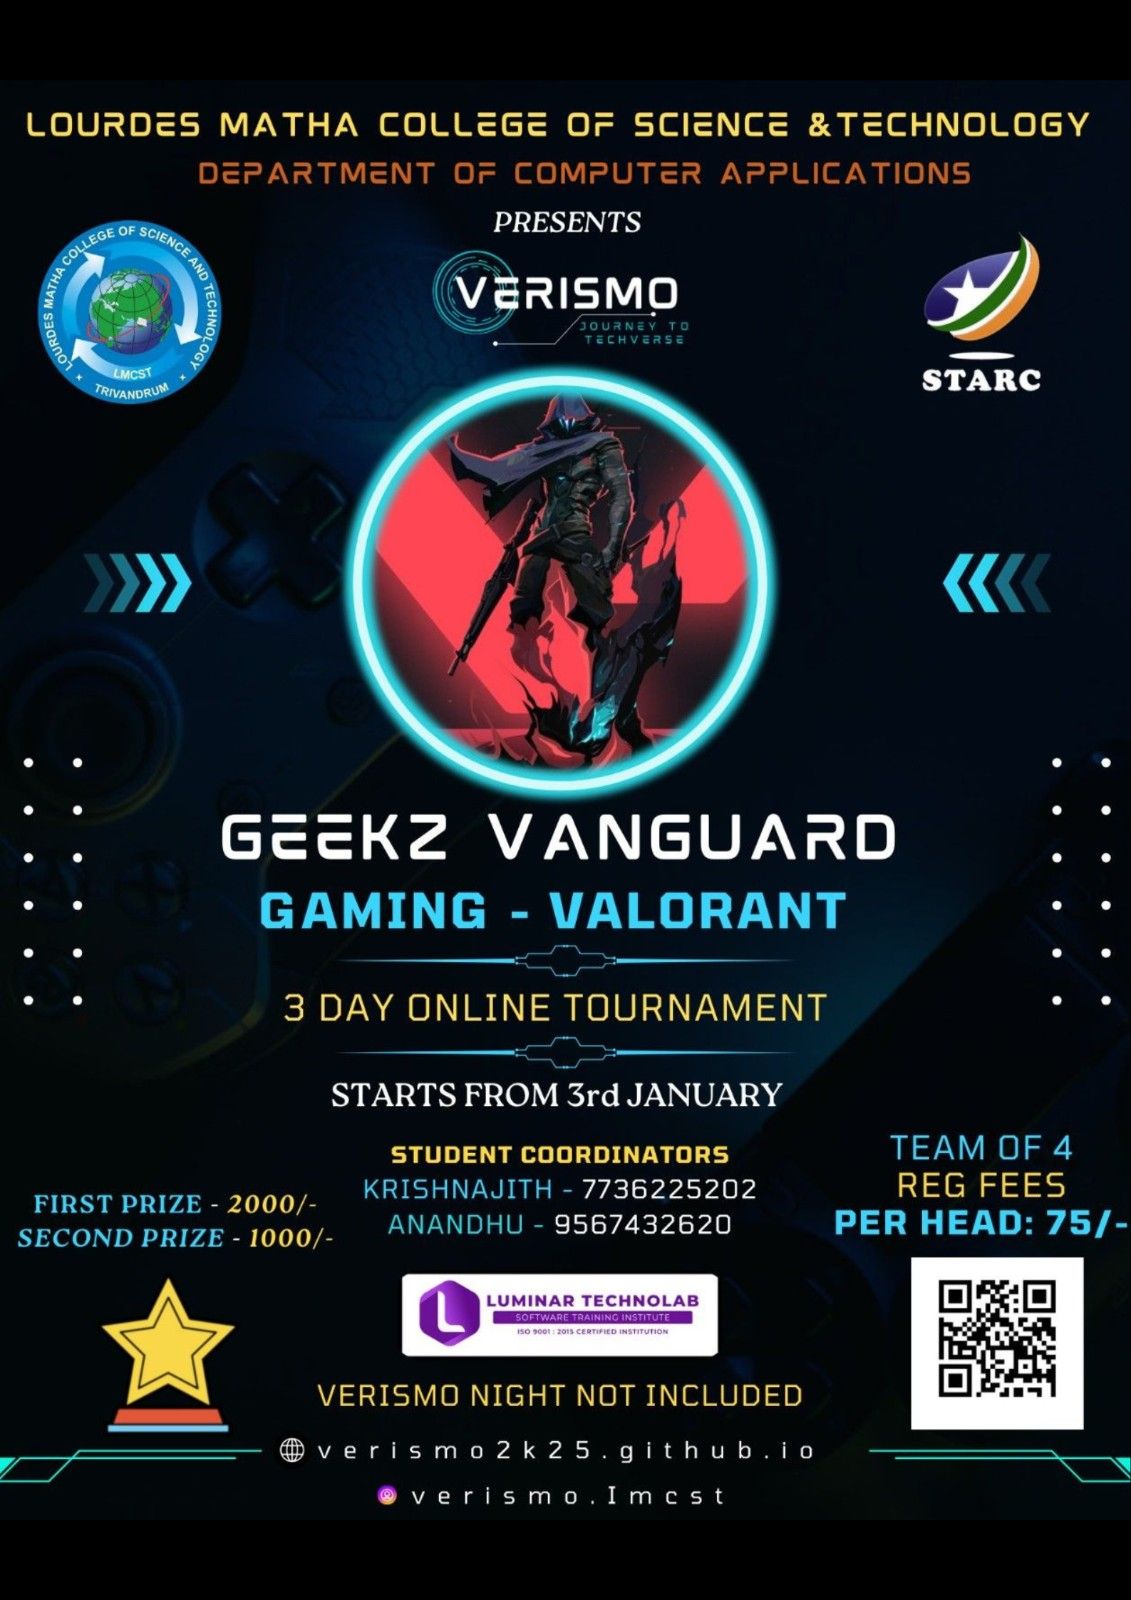 LOURDES MATHA COLLEGE OF SCIENCE &TECHNOLOGY
DEPARTMENT OF COMPUTER APPLICATIONS
PRESENTS
LOURDES MATHA COLLEGE OF SCIENCE AND TECHNOLOGY
LMCST
+ TRIVANDRUM +
VERISMO
JOURNEY TO
TECHVERSE
STARC
GEEKZ VANGUARD
GAMING - VALORANT
3 DAY ONLINE TOURNAMENT
STARTS FROM 3rd JANUARY
STUDENT COORDINATORS
KRISHNAJITH - 7736225202
ANANDHU - 9567432620
FIRST PRIZE - 2000/-
SECOND PRIZE - 1000/-
TEAM OF 4
REG FEES
PER HEAD: 75/-
L
LUMINAR TECHNOLAB
SOFTWARE TRAINING INSTITUTE
ISO 9001 : 2015 CERTIFIED INSTITUTION
VERISMO NIGHT NOT INCLUDED
verismo2k25.github.io
verismo.Imcst